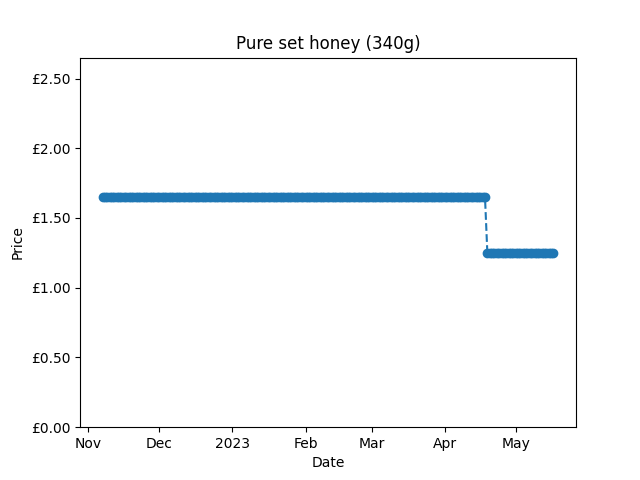 Pure set honey (340g)
£2.50
£2.00
£1.50
£1.00
£0.50
£0.00
Price
Nov Dec 2023 Feb Mar Apr May
Date